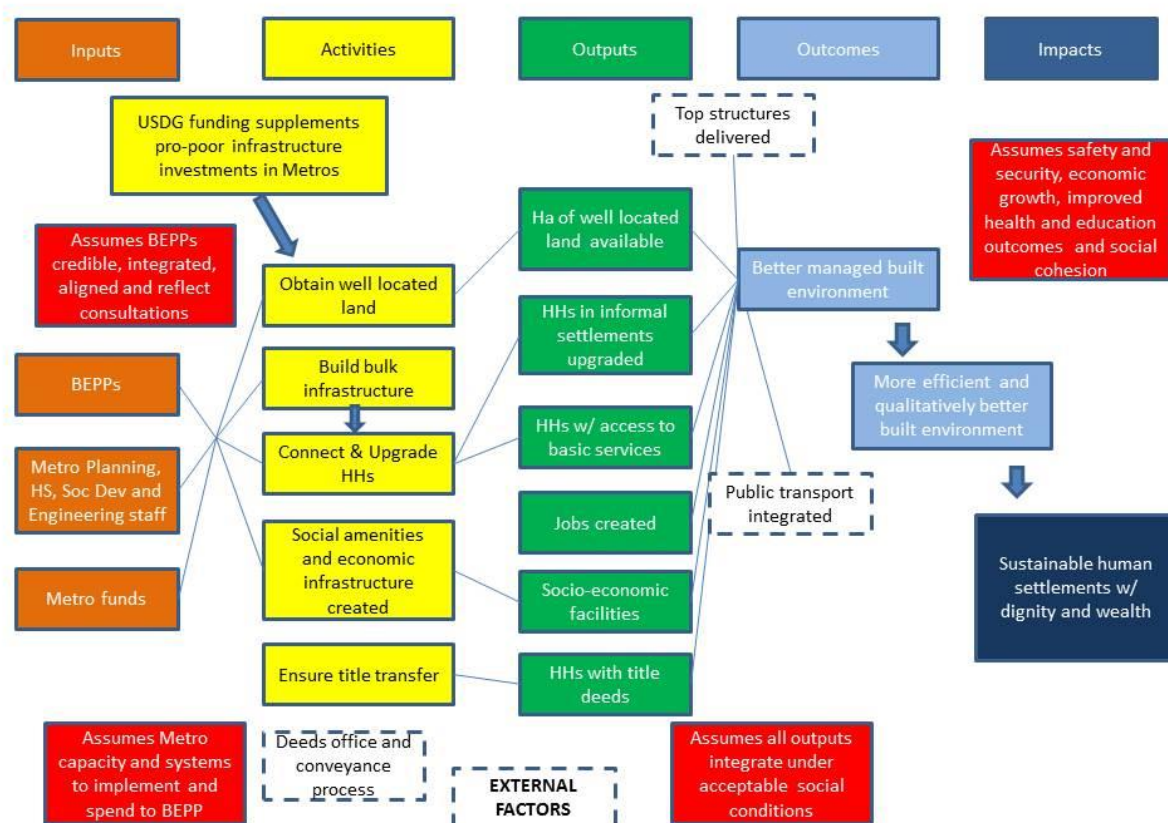 Inputs
Activities
Outputs
Outcomes
Impacts
USDG funding supplements
pro-poor infrastructure
investments in Metros
Top structures
delivered
Assumes safety and
security, economic
growth, improved
health and education
outcomes and social
cohesion
Assumes BEPPs
credible, integrated,
aligned and reflect
consultations
Obtain well located
land
Ha of well located
land available
Better managed built
environment
BEPPs
Build bulk
infrastructure
HHs in informal
settlements
upgraded
More efficient and
qualitatively better
built environment
Metro Planning,
HS, Soc Dev and
Engineering staff
Connect & Upgrade
HHs
HHs w/ access to
basic services
Public transport
integrated
Metro funds
Social amenities
and economic
infrastructure
created
Jobs created
Socio-economic
facilities
Sustainable human
settlements w/
dignity and wealth
Ensure title transfer
HHs with title
deeds
Assumes Metro
capacity and systems
to implement and
spend to BEPP
Deeds office and
conveyance
process
EXTERNAL
FACTORS
Assumes all outputs
integrate under
acceptable social
conditions